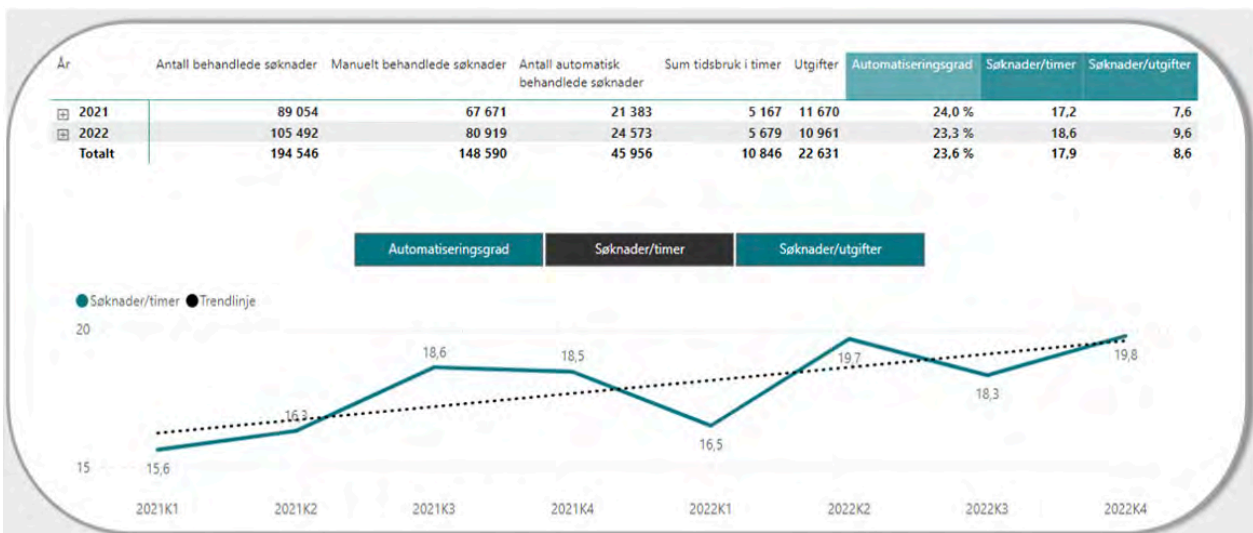 År Antall behandlede søknader Manuelt behandlede søknader Antall automatisk behandlede søknader Sum tidsbruk i timer Utgifter Automatiseringsgrad Søknader/timer Søknader/utgifter
2021 89 054 67 671 21 383 5 167 11 670 24,0 % 17,2 7,6
2022 105 492 80 919 24 573 5 679 10 961 23,3 % 18,6 9,6
Totalt 194 546 148 590 45 956 10 846 22 631 23,6 % 17,9 8,6
Automatiseringsgrad Søknader/timer Søknader/utgifter
Søknader/timer Trendlinje
20
18,6 18,5
19,7 19,8
18,3
16,3
16,5
15 15,6
2021K1 2021K2 2021K3 2021K4 2022K1 2022K2 2022K3 2022K4